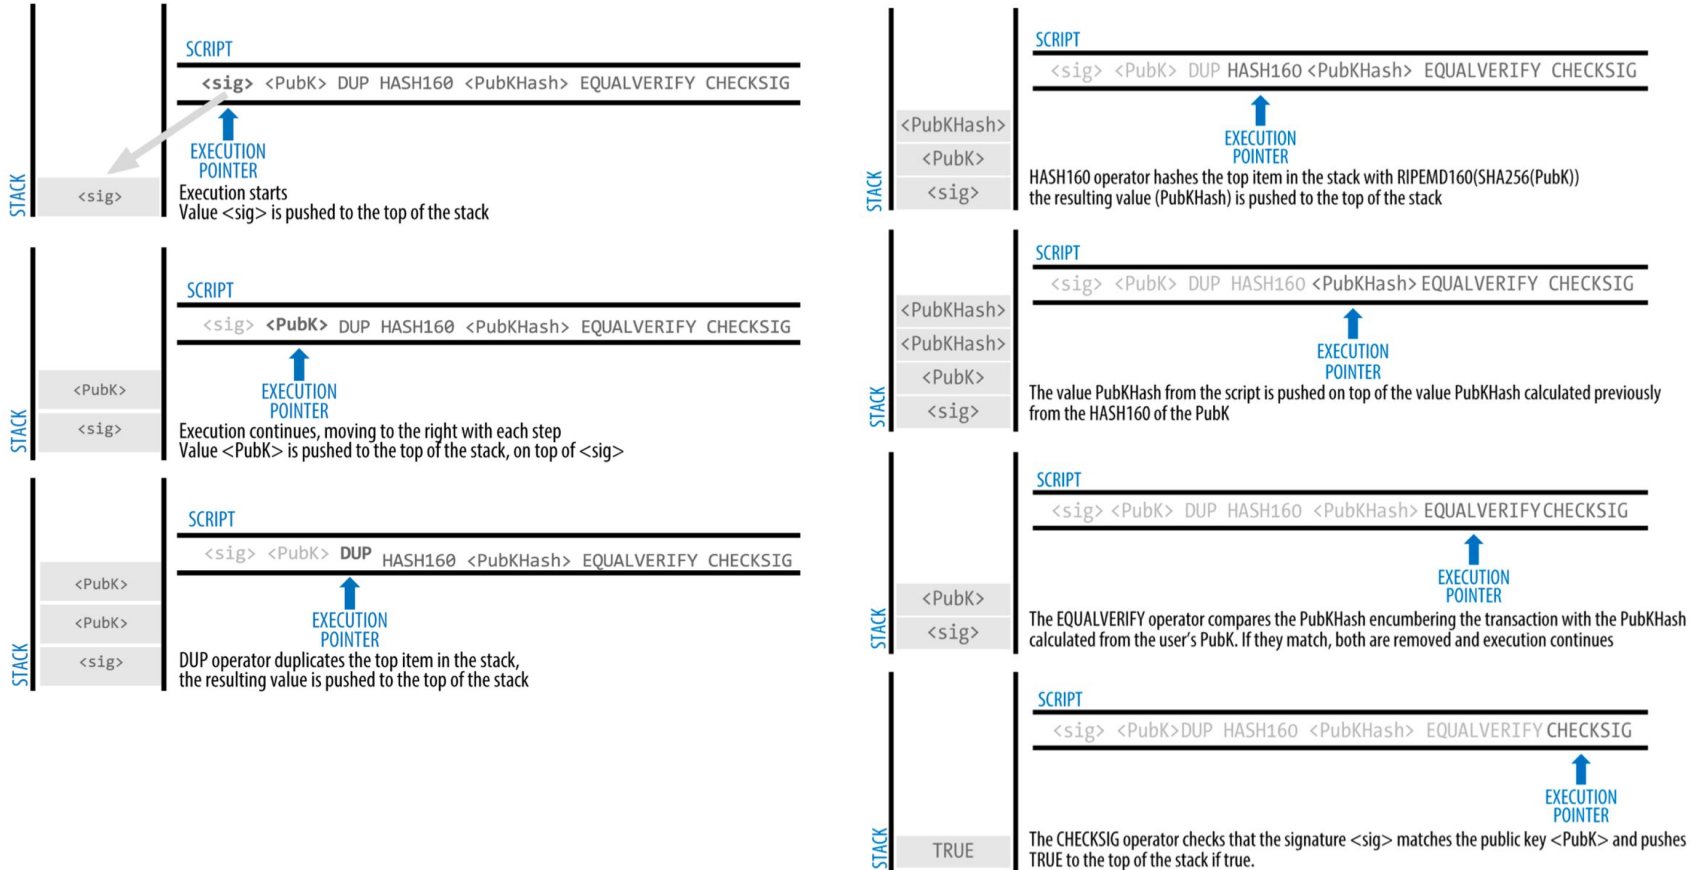 SCRIPT
<sig> <PubK> DUP HASH160 <PubKHash> EQUALVERIFY CHECKSIG
EXECUTION
POINTER
STACK
<sig>
Execution starts
Value <sig> is pushed to the top of the stack
SCRIPT
<sig> <PubK> DUP HASH160 <PubKHash> EQUALVERIFY CHECKSIG
EXECUTION
POINTER
STACK
<PubK>
<sig>
Execution continues, moving to the right with each step
Value <PubK> is pushed to the top of the stack, on top of <sig>
SCRIPT
<sig> <PubK> DUP HASH160 <PubKHash> EQUALVERIFY CHECKSIG
EXECUTION
POINTER
STACK
<PubK>
<PubK>
<sig>
DUP operator duplicates the top item in the stack,
the resulting value is pushed to the top of the stack
SCRIPT
<sig> <PubK> DUP HASH160 <PubKHash> EQUALVERIFY CHECKSIG
EXECUTION
POINTER
STACK
<PubKHash>
<PubK>
<sig>
HASH160 operator hashes the top item in the stack with RIPEMD160(SHA256(PubK))
the resulting value (PubKHash) is pushed to the top of the stack
SCRIPT
<sig> <PubK> DUP HASH160 <PubKHash> EQUALVERIFY CHECKSIG
EXECUTION
POINTER
STACK
<PubKHash>
<PubKHash>
<PubK>
<sig>
The value PubKHash from the script is pushed on top of the value PubKHash calculated previously
from the HASH160 of the PubK
SCRIPT
<sig> <PubK> DUP HASH160 <PubKHash> EQUALVERIFY CHECKSIG
EXECUTION
POINTER
STACK
<PubK>
<sig>
The EQUALVERIFY operator compares the PubKHash encumbering the transaction with the PubKHash
calculated from the user's PubK. If they match, both are removed and execution continues
SCRIPT
<sig> <PubK>DUP HASH160 <PubKHash> EQUALVERIFY CHECKSIG
EXECUTION
POINTER
STACK
TRUE
The CHECKSIG operator checks that the signature <sig> matches the public key <PubK> and pushes
TRUE to the top of the stack if true.